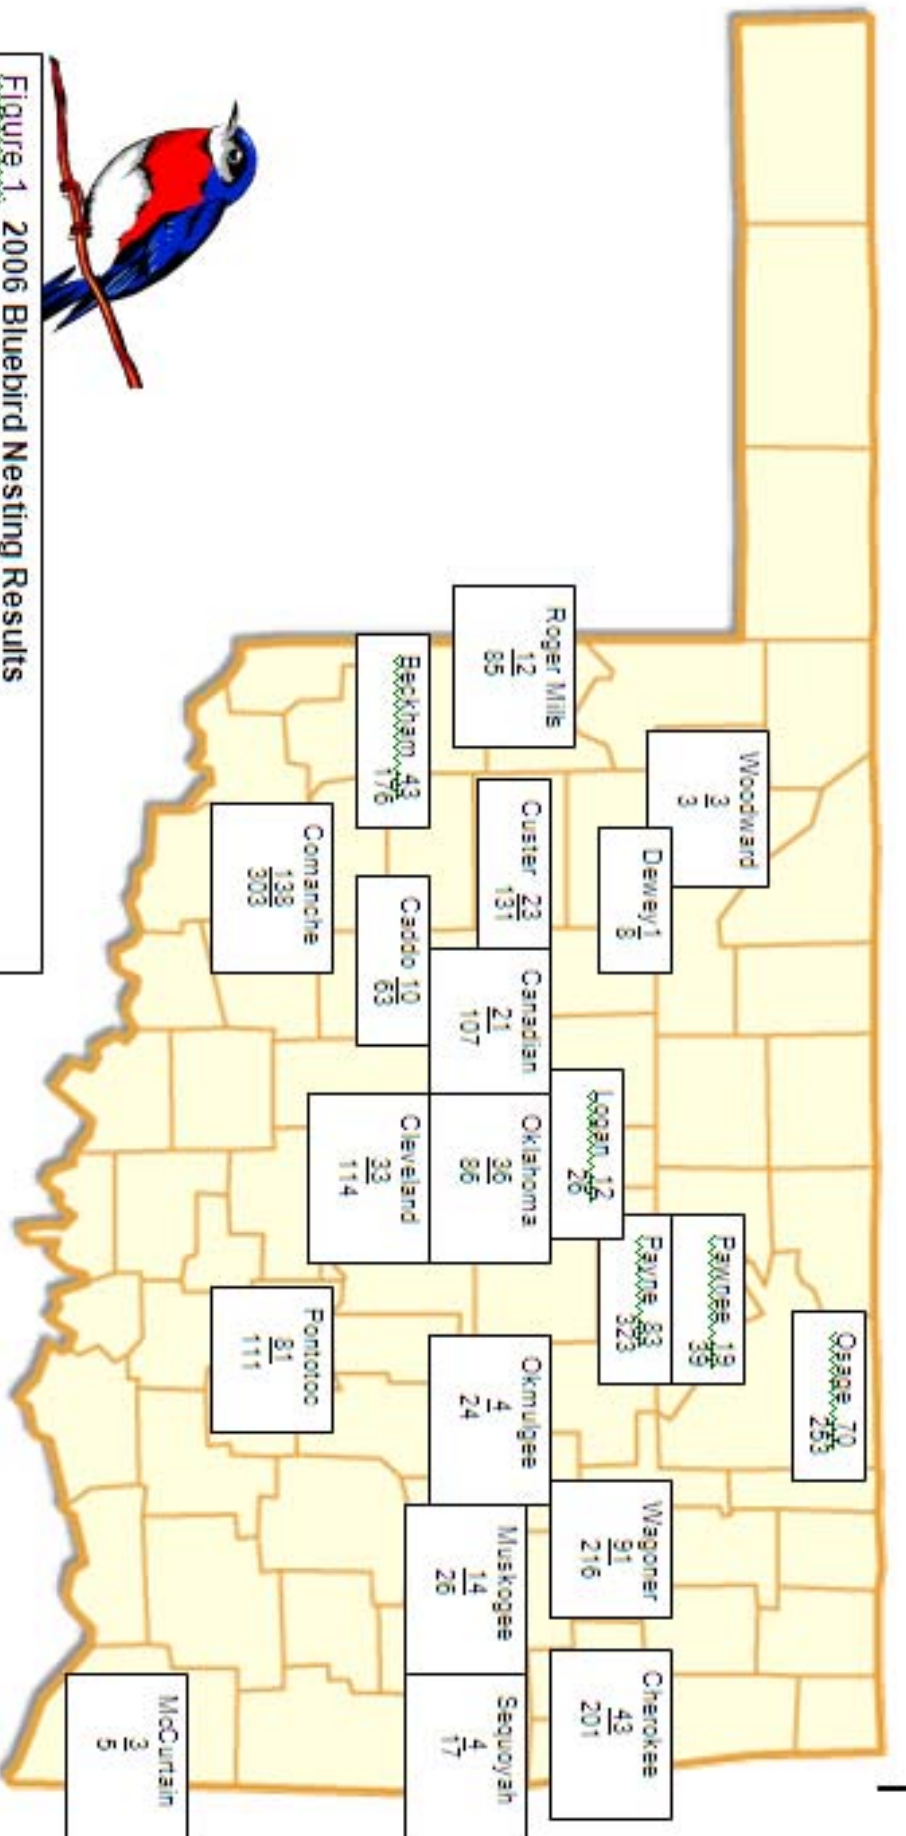 Osage 70
253
Woodward
3
3
Pawnee 19
39
Dewey 1
8
Payne 83
323
Wagoner
91
216
Cherokee
43
201
Logan 12
26
Roger Mills
12
85
Custer 23
131
Canadian
21
107
Oklahoma
36
86
Okmulgee
4
24
Muskogee
14
26
Sequoyah
4
17
Beckham 43
176
Caddo 10
63
Cleveland
33
114
Comanche
138
303
Pontotoc
81
111
McCurtain
3
5
Figure 1. 2006 Bluebird Nesting Results